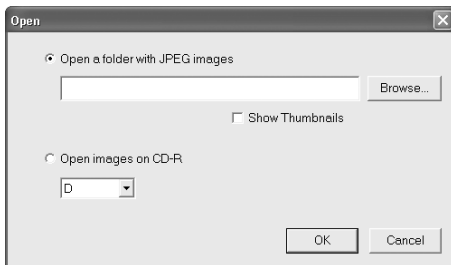 Open
Open a folder with JPEG images
Browse...
Show Thumbnails
Open images on CD-R
D
OK Cancel